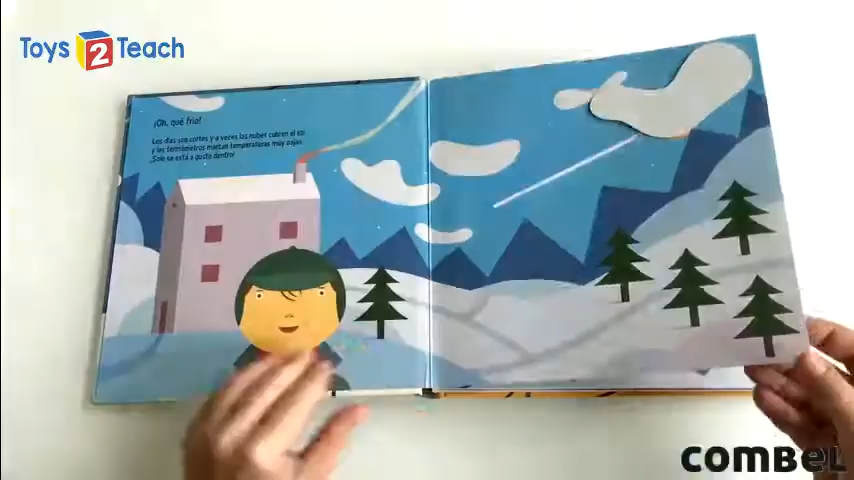 Toys 2 Teach
¡Oh, qué frío!
Los días son cortos y a veces las nubes cubren el sol
y los termómetros marcan temperaturas muy bajas.
¡Solo se está a gusto dentro!
COMBEL